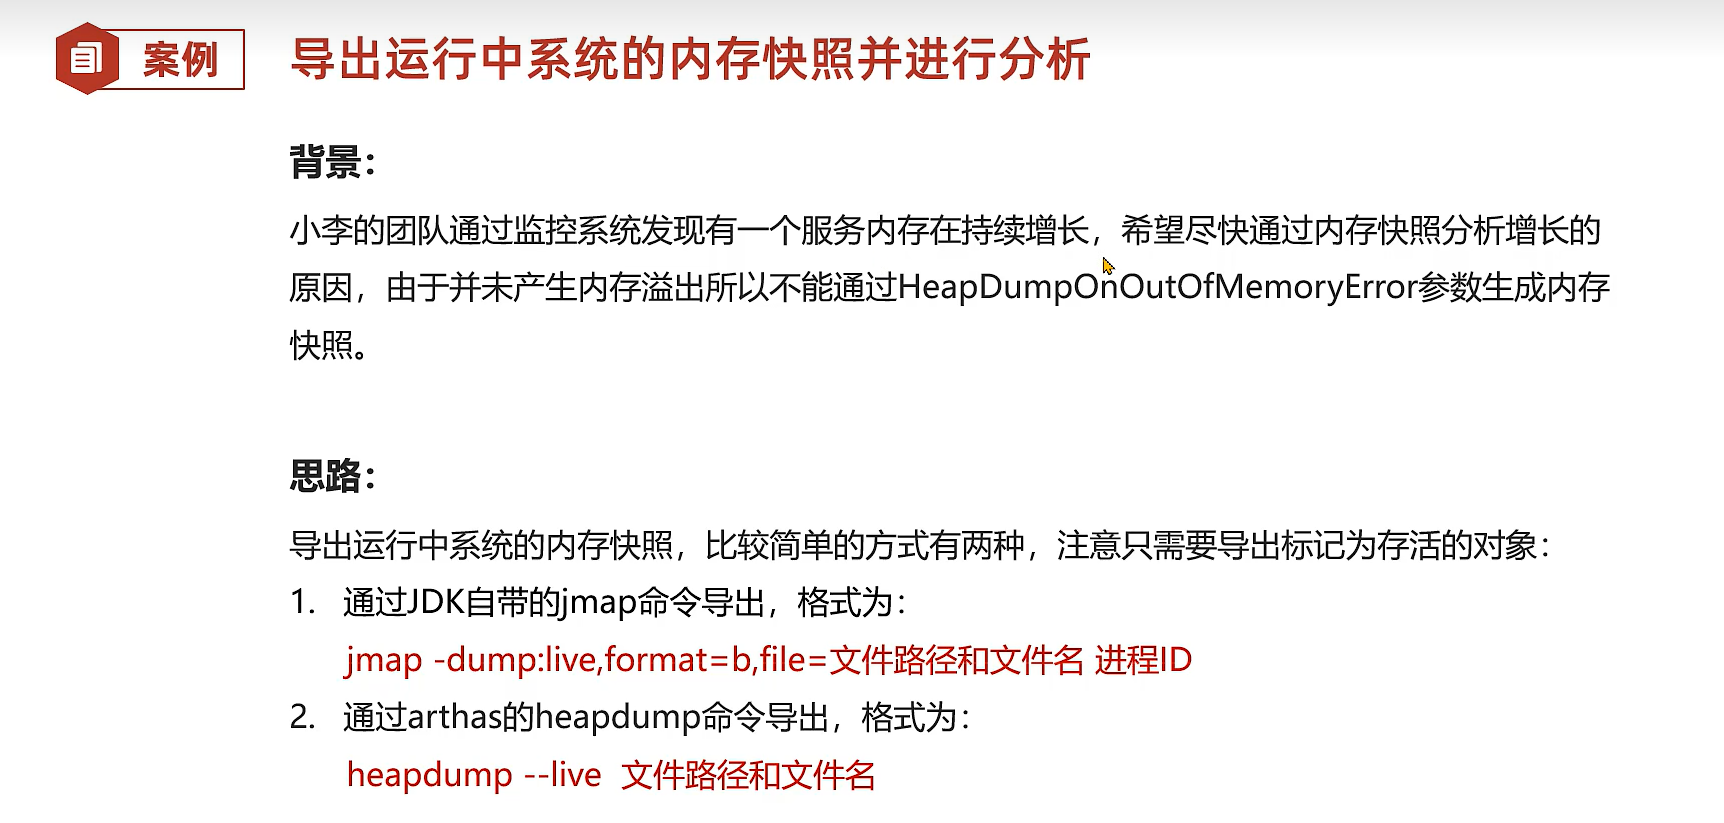 案例
导出运行中系统的内存快照并进行分析
背景：
小李的团队通过监控系统发现有一个服务内存在持续增长，希望尽快通过内存快照分析增长的
原因，由于并未产生内存溢出所以不能通过HeapDumpOnOutOfMemoryError参数生成内存
快照。
思路：
导出运行中系统的内存快照，比较简单的方式有两种，注意只需要导出标记为存活的对象：
1. 通过JDK自带的jmap命令导出，格式为：
jmap -dump:live,format=b,file=文件路径和文件名 进程ID
2. 通过arthas的heapdump命令导出，格式为：
heapdump --live 文件路径和文件名